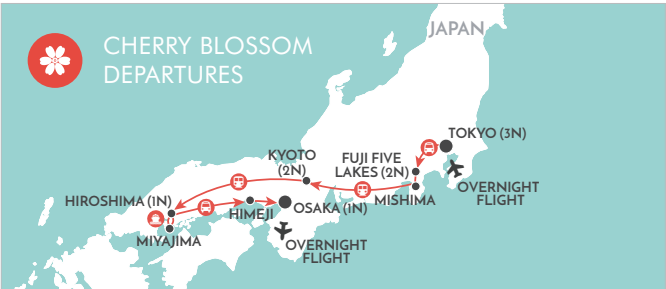 CHERRY BLOSSOM
DEPARTURES
JAPAN
TOKYO (3N)
KYOTO
(2N)
FUJI FIVE
LAKES (2N)
OVERNIGHT
FLIGHT
HIROSHIMA (1N)
HIMEJI
OSAKA (1N)
MISHIMA
MIYAJIMA
OVERNIGHT
FLIGHT